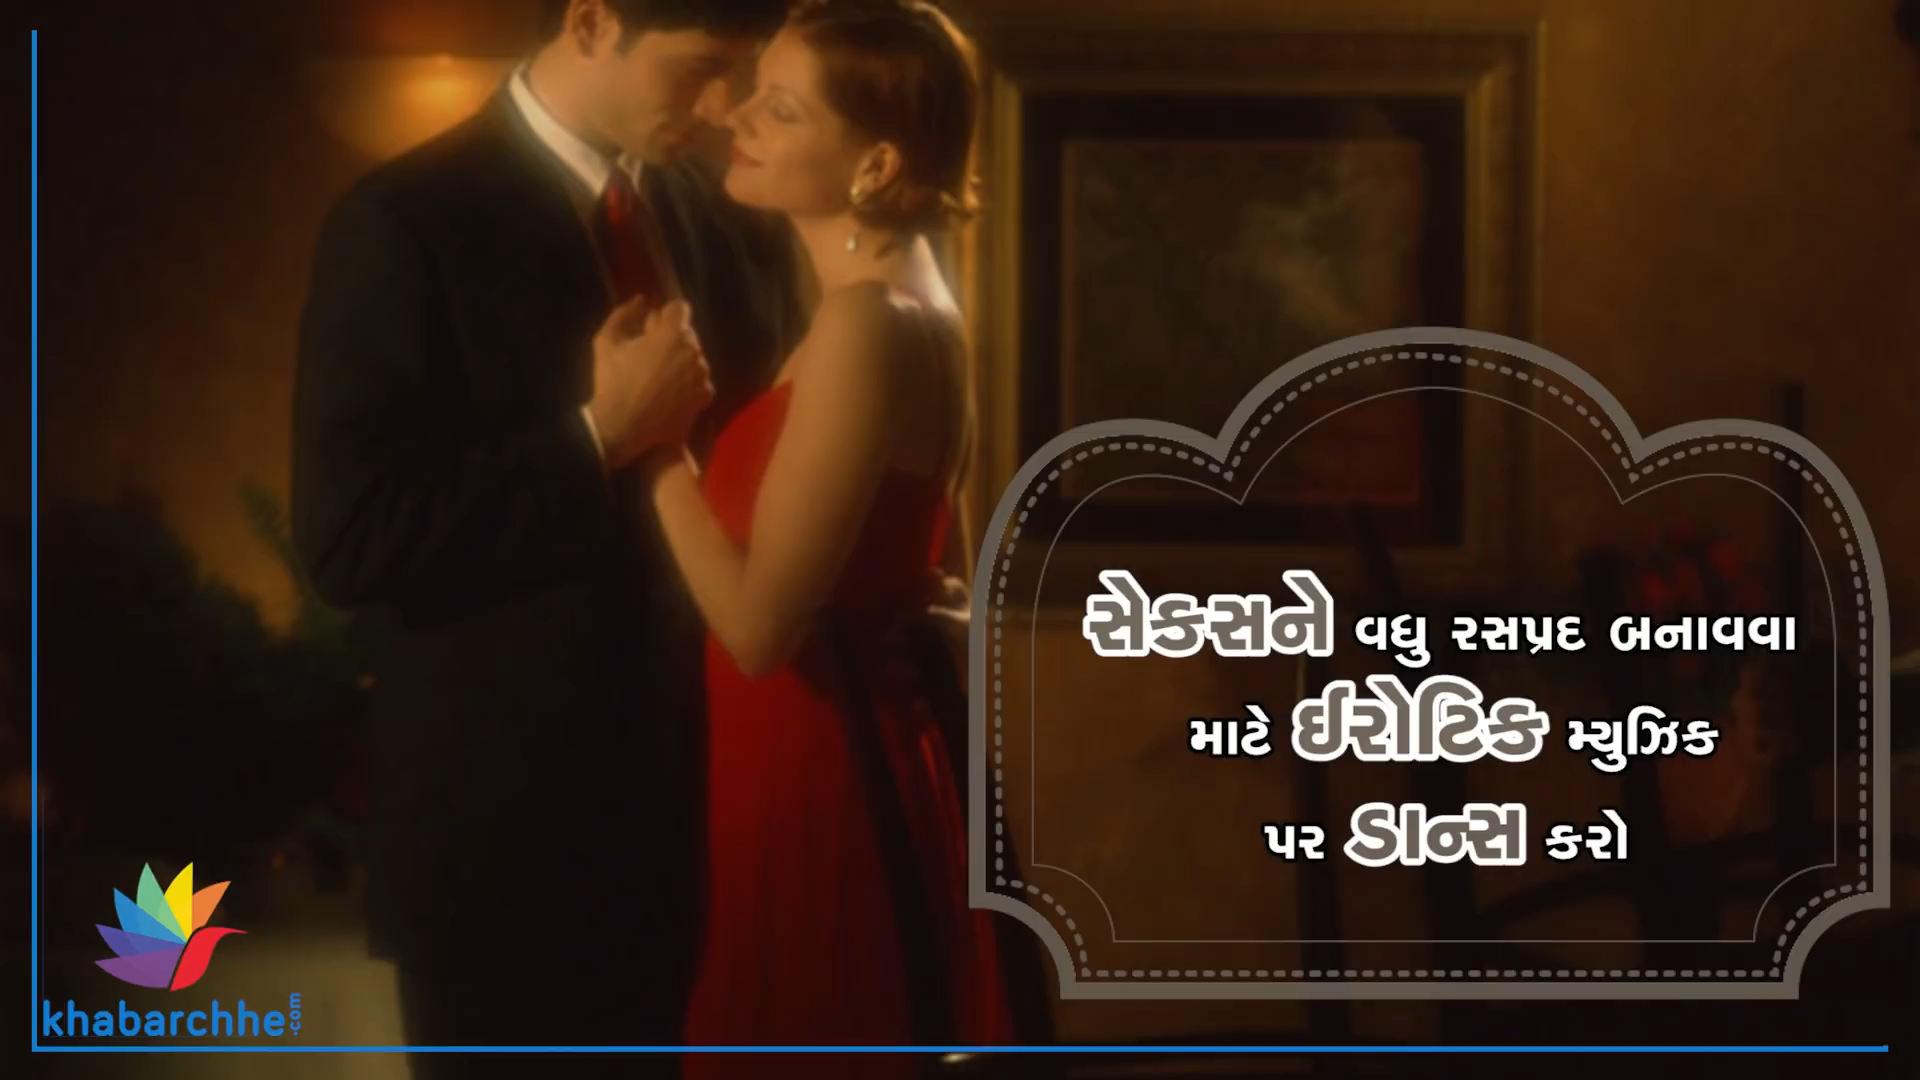 સેક્સને વધુ રસપ્રદ બનાવવા
માટે ઈરોટિક મ્યુઝિક
પર ડાન્સ કરો
khabarchhe.com